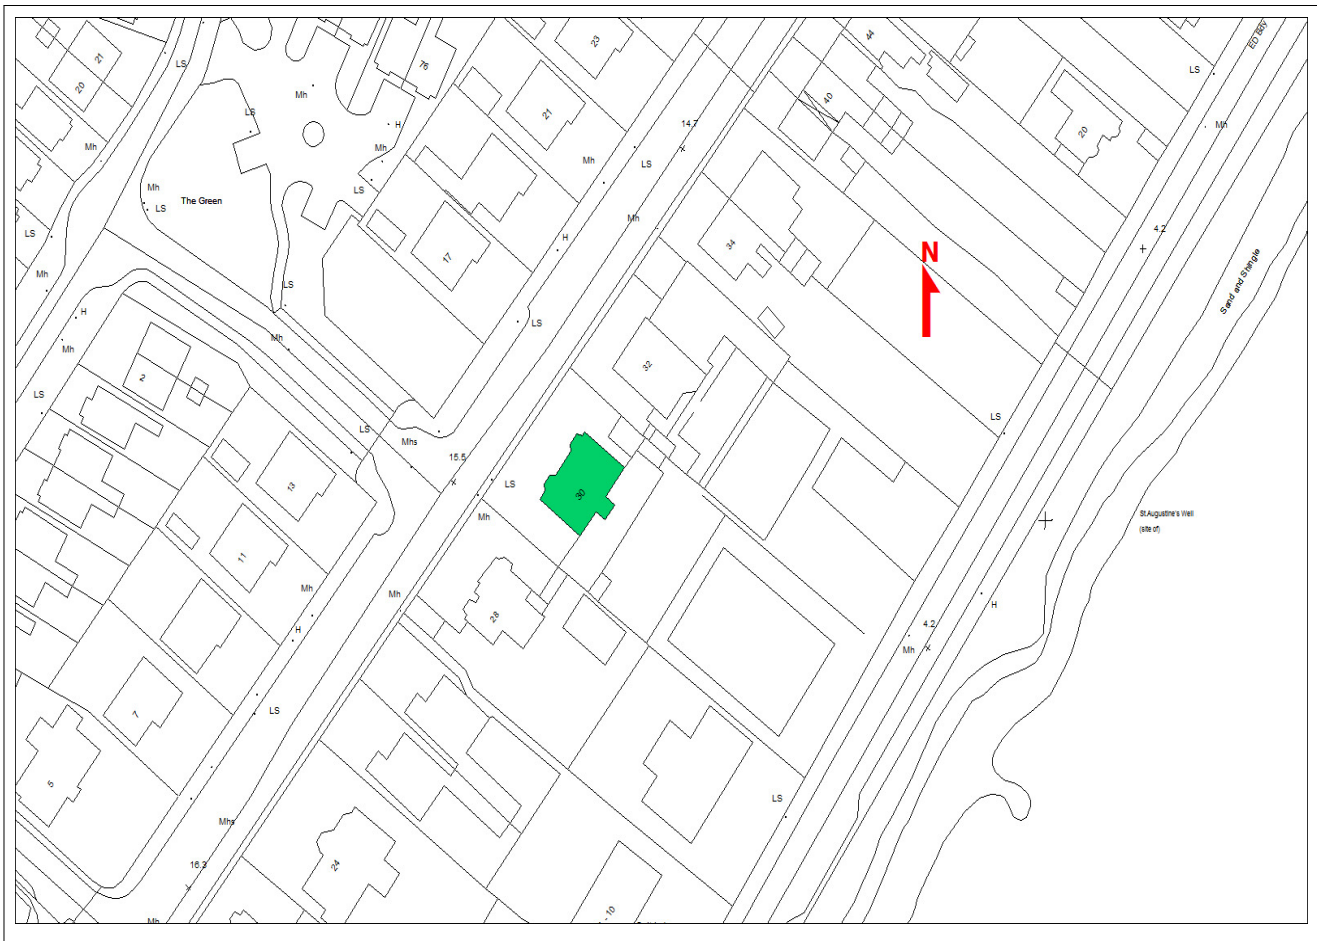 21
20
LS
76
23
44
ED Bdy
LS
Mh
LS
H
21
14.7
40
20
Mh
Mh
Mh
Mh
LS
LS
LS
The Green
Mh
LS
17
H
34
N
4.2
Mh
LS
H
Mh
LS
Sand and Shingle
2
Mh
32
LS
LS
Mhs
15.5
LS
13
LS
30
Mh
St.Augustine's Well
(site of)
11
Mh
Mh
H
H
28
4.2
Mh
7
LS
5
LS
Mhs
16.3
24
Mh
- 10